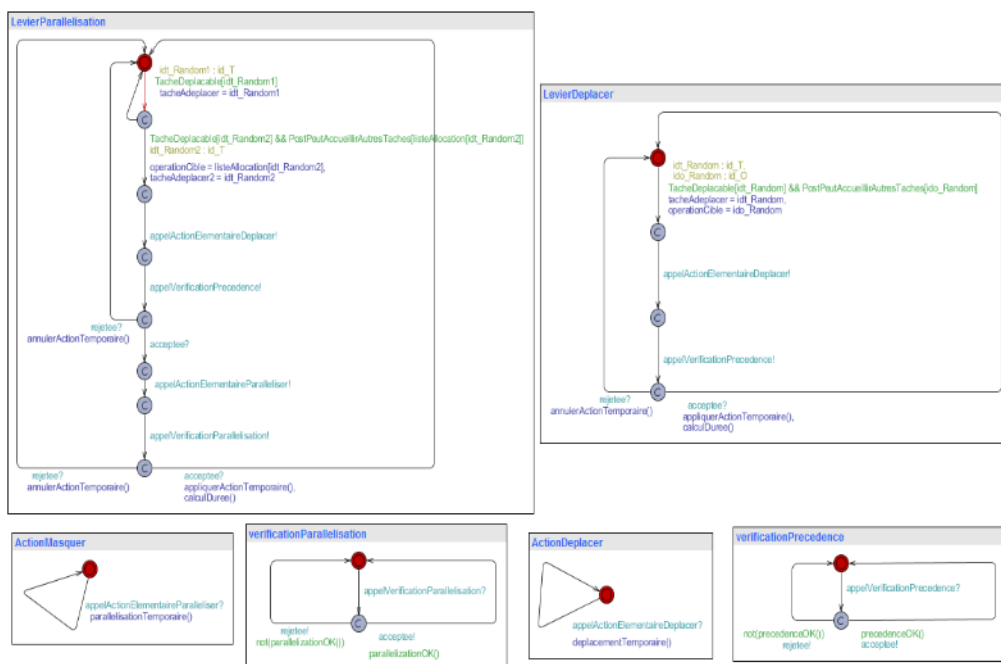 LevierParallelisation
idt_Random1 : id_T
TacheDeplacable[idt_Random1]
tacheAdeplacer = idt_Random1
TacheDeplacable[idt_Random2] && PostPeutAccueillirAutresTaches[listeAllocation[idt_Random2]]
idt_Random2 : id_T
operationCible = listeAllocation[idt_Random2],
tacheAdeplacer2 = idt_Random2
appelActionElementaireDeplacer!
appelVerificationPrecedence!
rejetee?
annulerActionTemporaire()
acceptee?
appelActionElementaireParalleliser!
appelVerificationParallelisation!
rejetee?
annulerActionTemporaire()
acceptee?
appliquerActionTemporaire(),
calculDuree()
C
C
C
C
C
C
C
LevierDeplacer
idt_Random : id_T,
ido_Random : id_O
TacheDeplacable[idt_Random] && PostPeutAccueillirAutresTaches[ido_Random]
tacheAdeplacer = idt_Random,
operationCible = ido_Random
appelActionElementaireDeplacer!
appelVerificationPrecedence!
rejetee?
annulerActionTemporaire()
acceptee?
appliquerActionTemporaire(),
calculDuree()
C
C
C
ActionMasquer
appelActionElementaireParalleliser?
parallelisationTemporaire()
verificationParallelisation
appelVerificationParallelisation?
C
rejetee!
not(parallelizationOK())
acceptee!
parallelizationOK()
ActionDeplacer
appelActionElementaireDeplacer?
deplacementTemporaire()
verificationPrecedence
appelVerificationPrecedence?
C
not(precedenceOK())
rejetee!
precedenceOK()
acceptee!